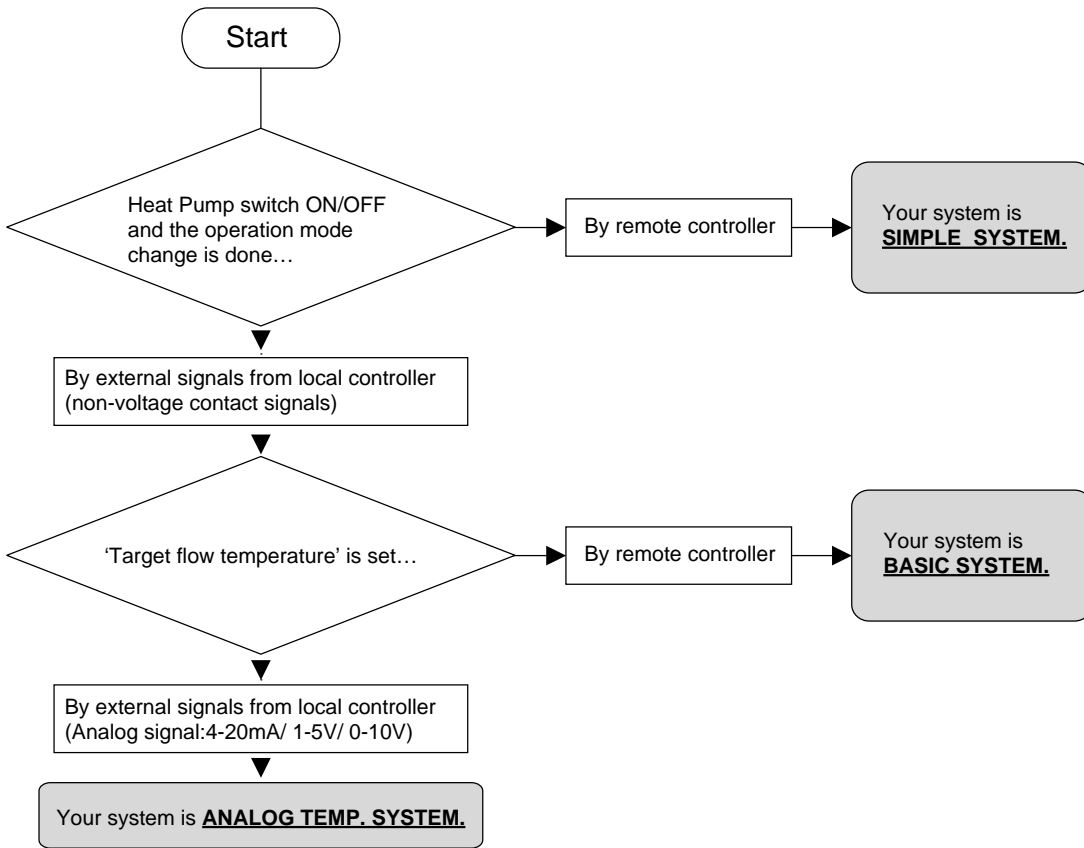 Start
Heat Pump switch ON/OFF
and the operation mode
change is done…
By remote controller
Your system is
SIMPLE SYSTEM.
By external signals from local controller
(non-voltage contact signals)
‘Target flow temperature’ is set…
By remote controller
Your system is
BASIC SYSTEM.
By external signals from local controller
(Analog signal:4-20mA/ 1-5V/ 0-10V)
Your system is ANALOG TEMP. SYSTEM.